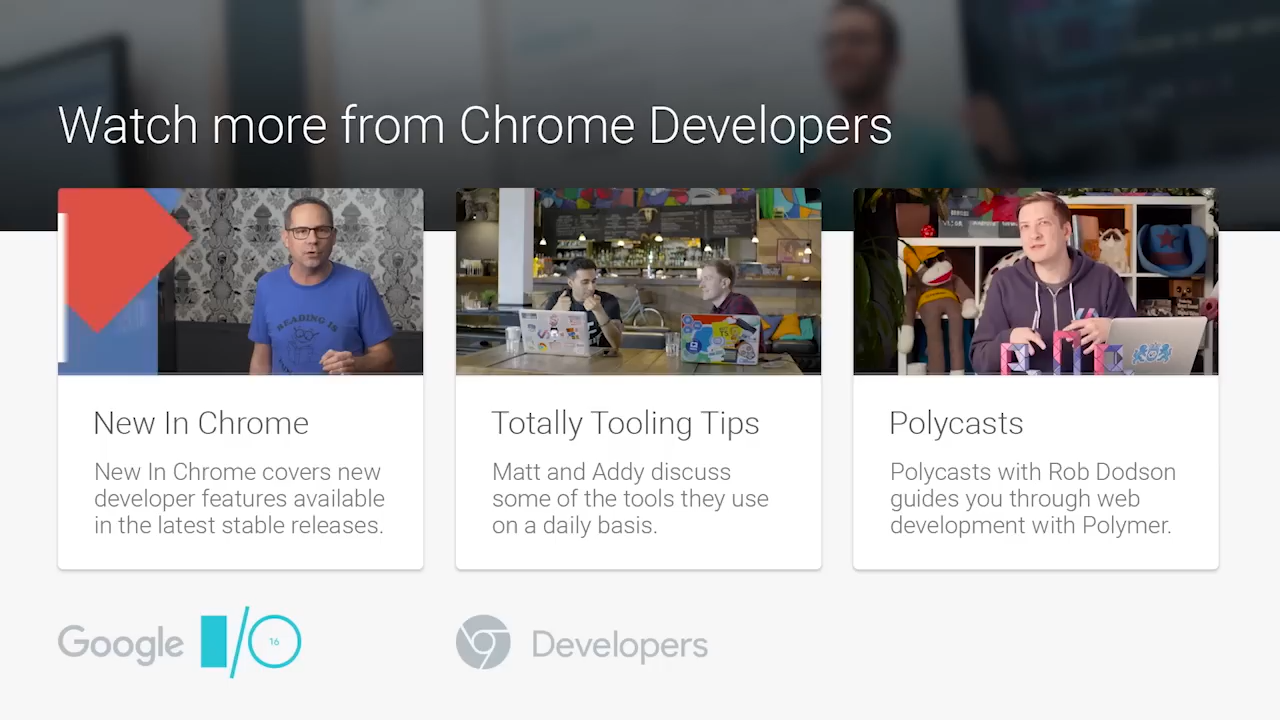 Watch more from Chrome Developers
READING IS
New In Chrome
New In Chrome covers new
developer features available
in the latest stable releases.
Totally Tooling Tips
Matt and Addy discuss
some of the tools they use
on a daily basis.
Polycasts
Polycasts with Rob Dodson
guides you through web
development with Polymer.
Google I/O 16
Developers